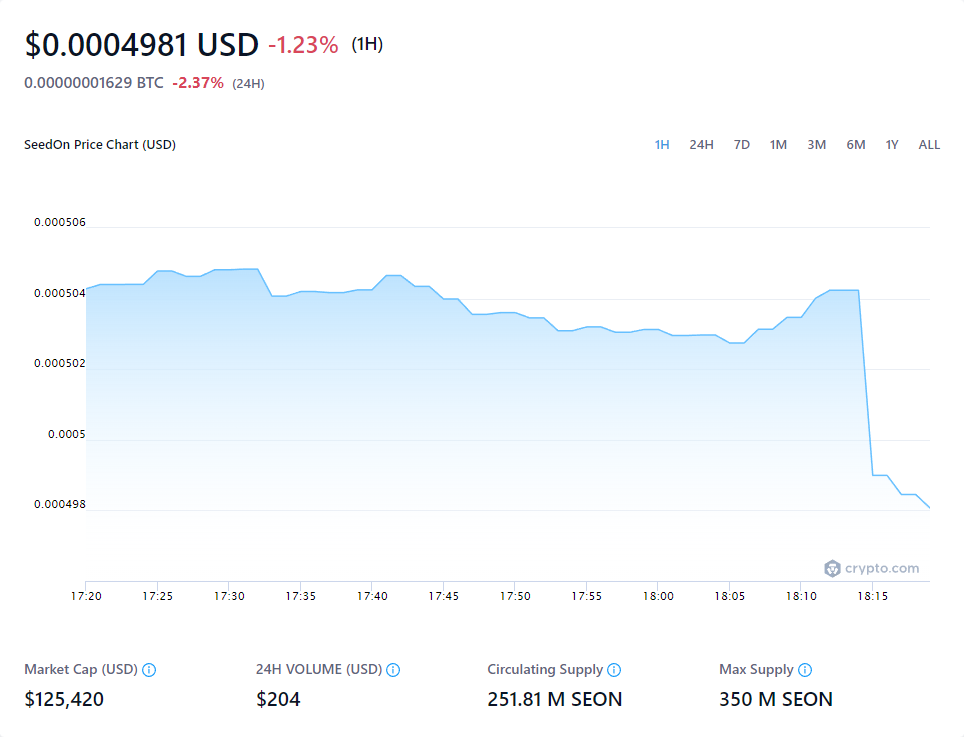 $0.0004981 USD -1.23% (1H)
0.00000001629 BTC -2.37% (24H)
SeedOn Price Chart (USD) 1H 24H 7D 1M 3M 6M 1Y ALL
0.000506
0.000504
0.000502
0.0005
0.000498
crypto.com
17:20 17:25 17:30 17:35 17:40 17:45 17:50 17:55 18:00 18:05 18:10 18:15
Market Cap (USD) 24H VOLUME (USD) Circulating Supply Max Supply
$125,420 $204 251.81 M SEON 350 M SEON